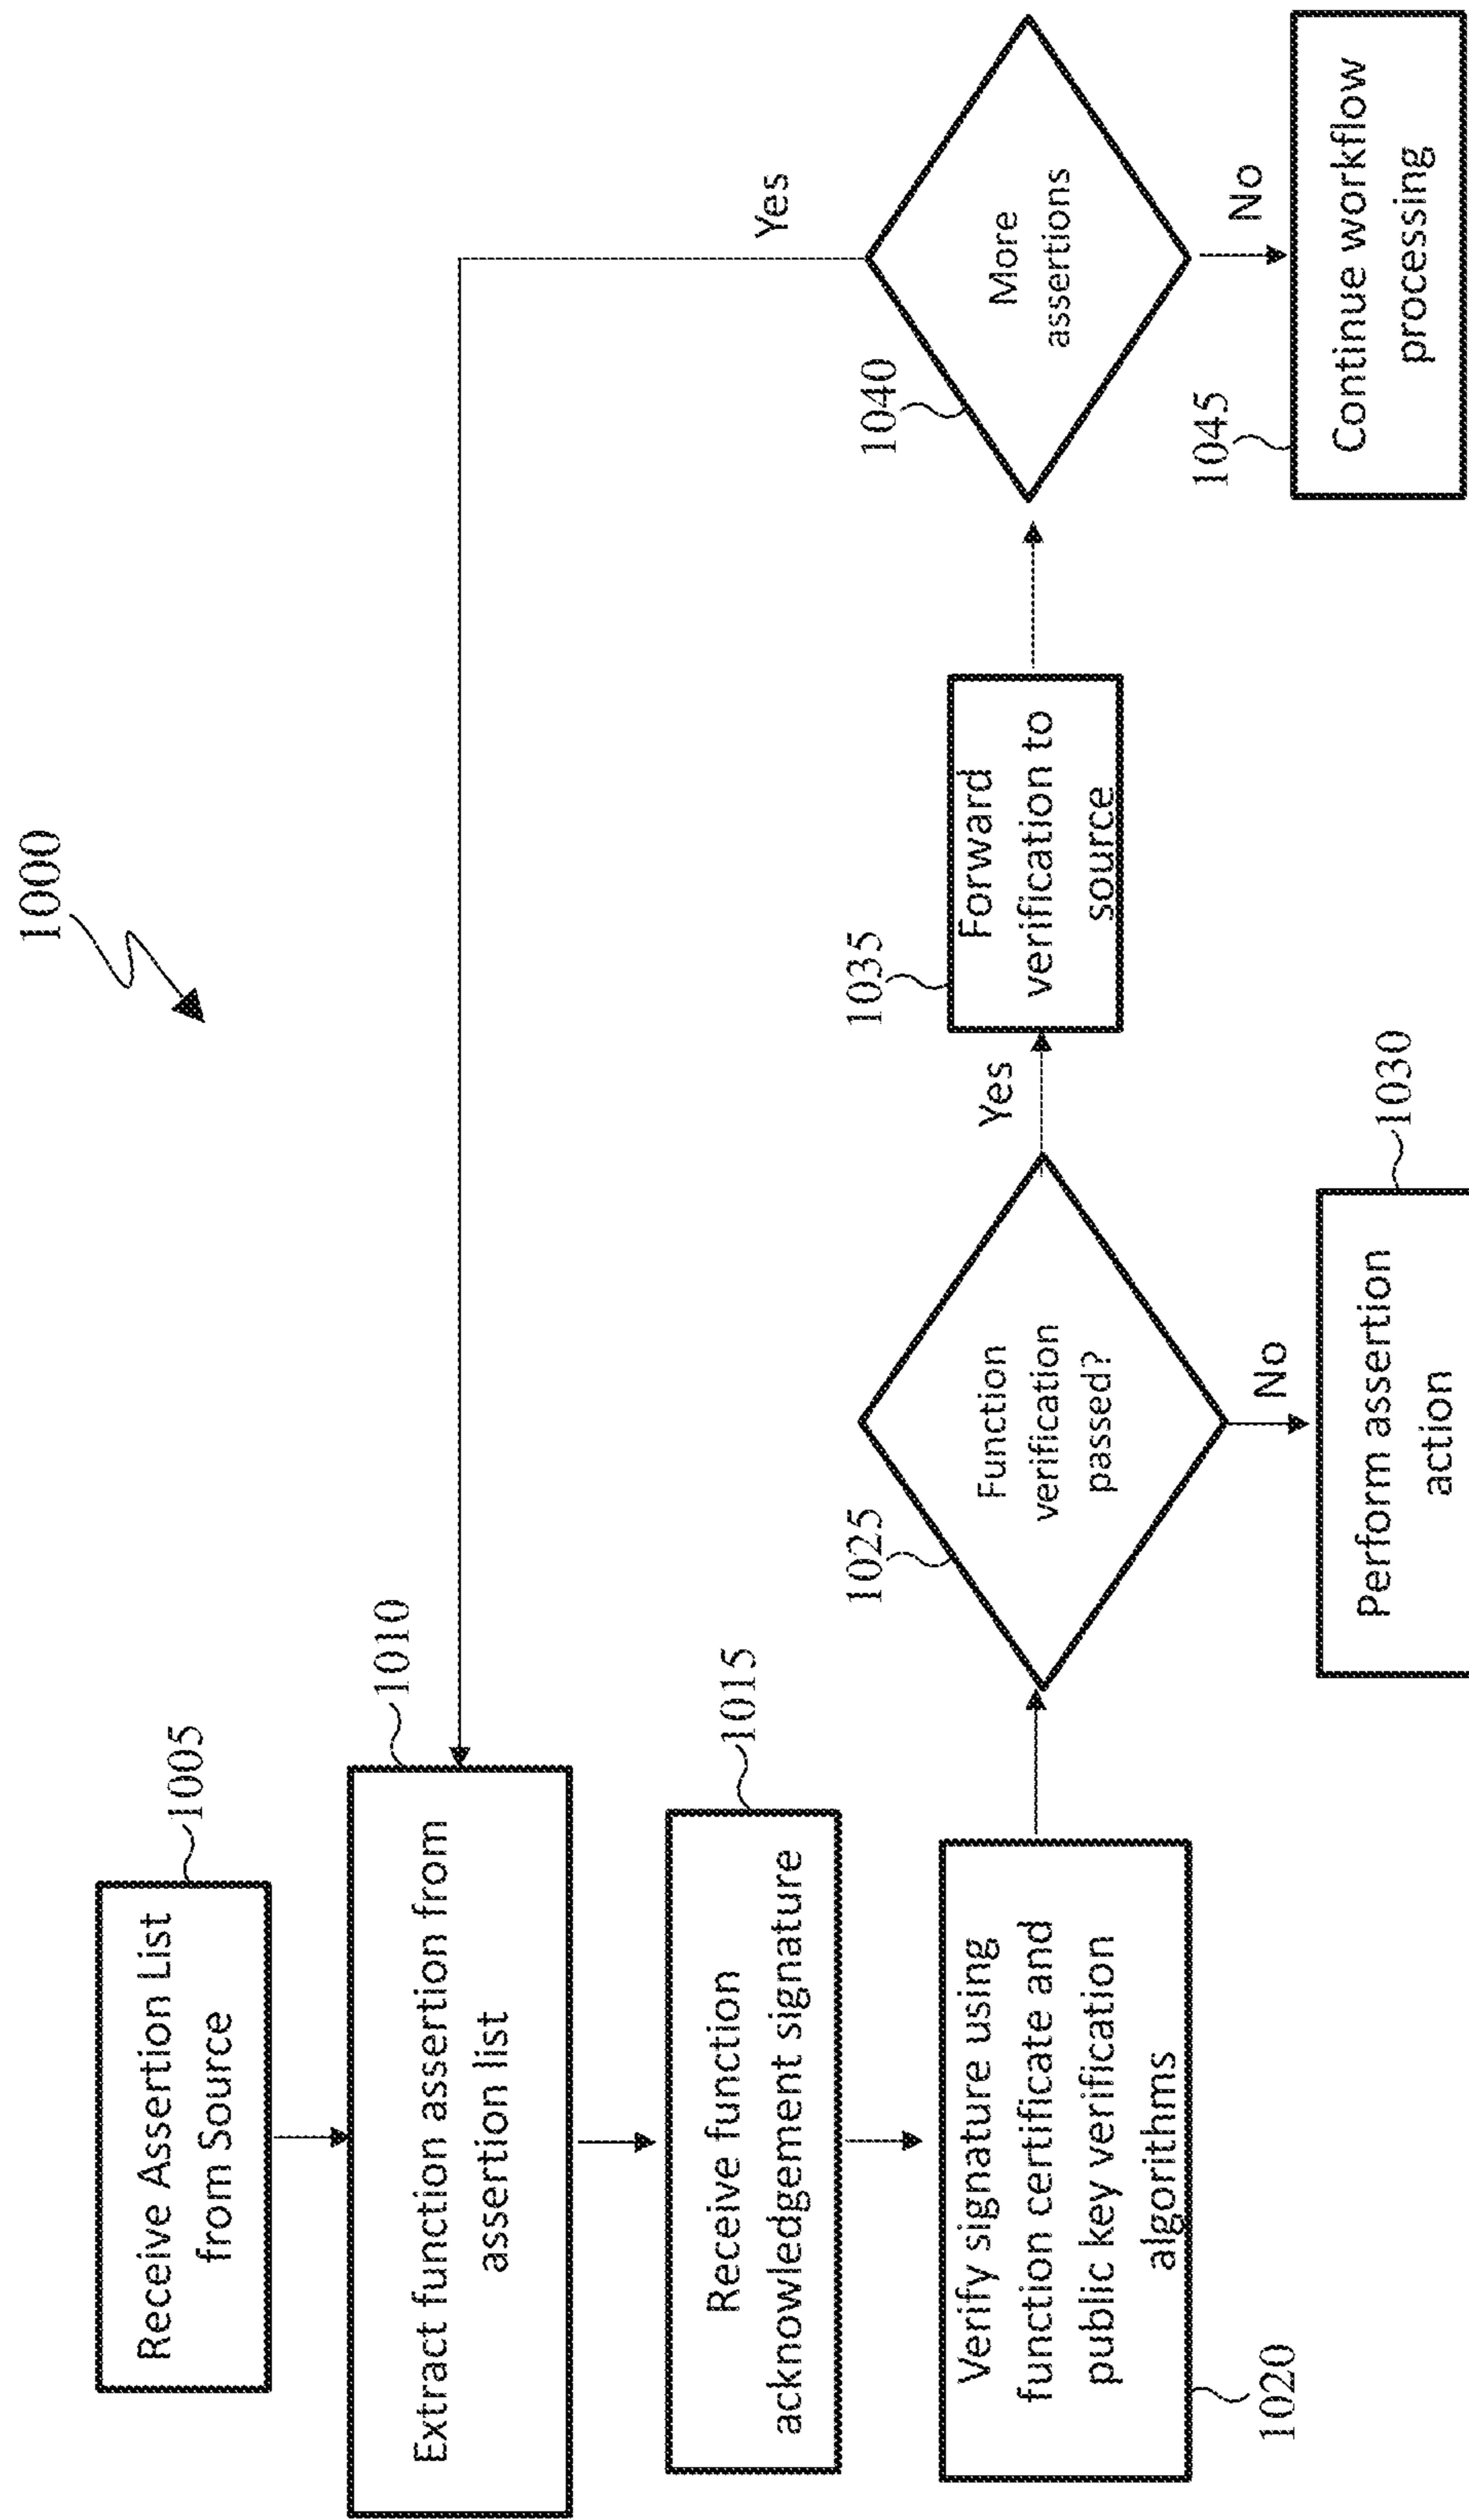 1000
Receive Assertion List
from Source
1005
Extract function assertion from
assertion list
1010
Receive function
acknowledgement signature
1015
Verify signature using
function certificate and
public key verification
algorithms
1020
Function
verification
passed?
1025
Yes
No
Perform assertion
action
1030
Forward
verification to
source
1035
More
assertions
1040
Yes
No
Continue workflow
processing
1045